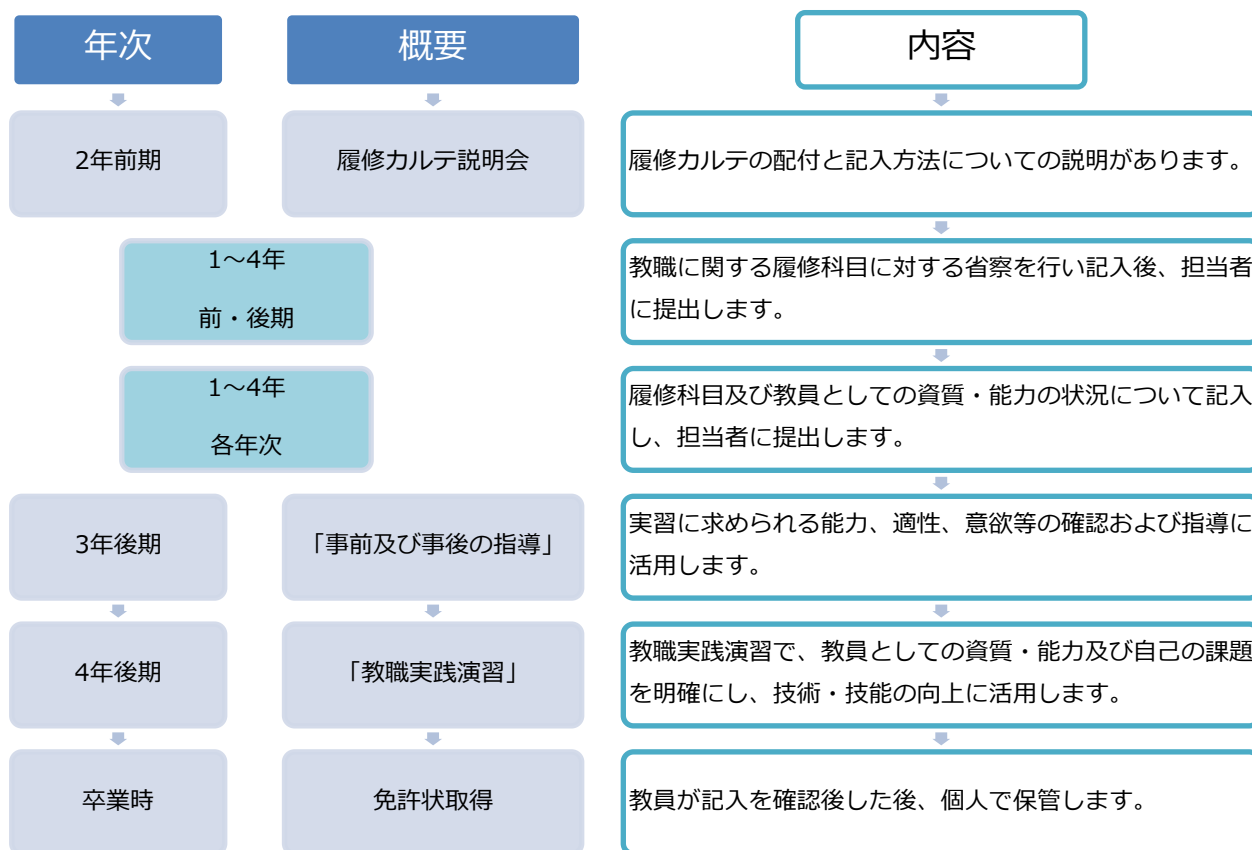 年次
概要
内容
2年前期
履修カルテ説明会
履修カルテの配付と記入方法についての説明があります。
1～4年
前・後期
教職に関する履修科目に対する省察を行い記入後、担当者
に提出します。
1～4年
各年次
履修科目及び教員としての資質・能力の状況について記入
し、担当者に提出します。
3年後期
「事前及び事後の指導」
実習に求められる能力、適性、意欲等の確認および指導に
活用します。
4年後期
「教職実践演習」
教職実践演習で、教員としての資質・能力及び自己の課題
を明確にし、技術・技能の向上に活用します。
卒業時
免許状取得
教員が記入を確認後した後、個人で保管します。